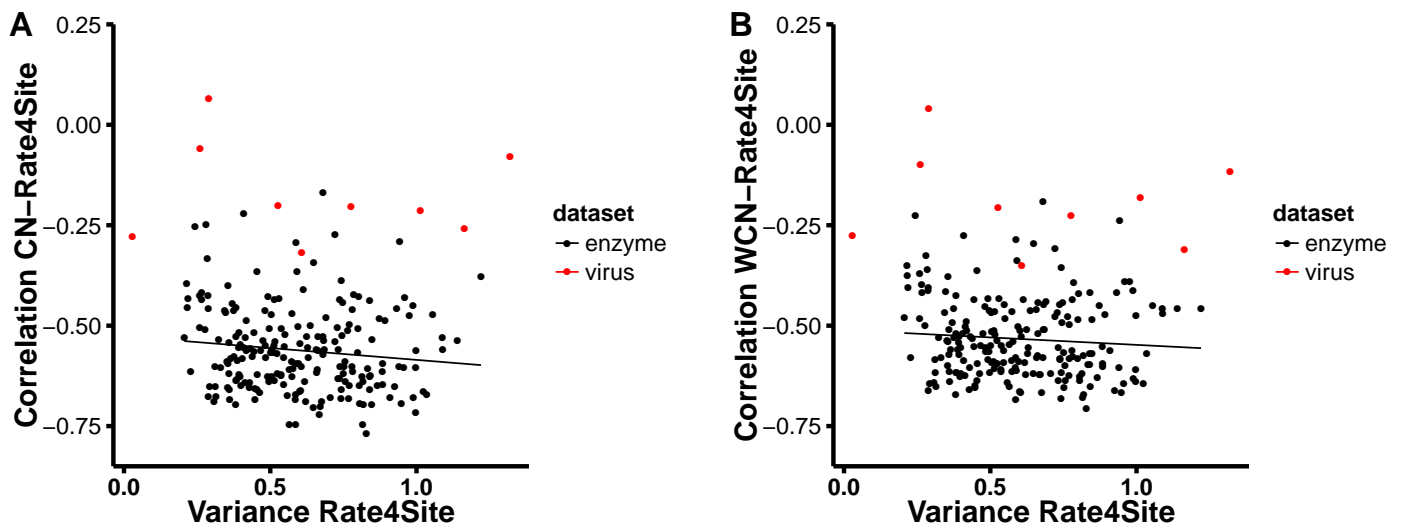 A
Correlation CN−Rate4Site
0.25
0.00
−0.25
−0.50
−0.75
0.0 0.5 1.0
Variance Rate4Site
dataset
enzyme
virus
B
Correlation WCN−Rate4Site
0.25
0.00
−0.25
−0.50
−0.75
0.0 0.5 1.0
Variance Rate4Site
dataset
enzyme
virus